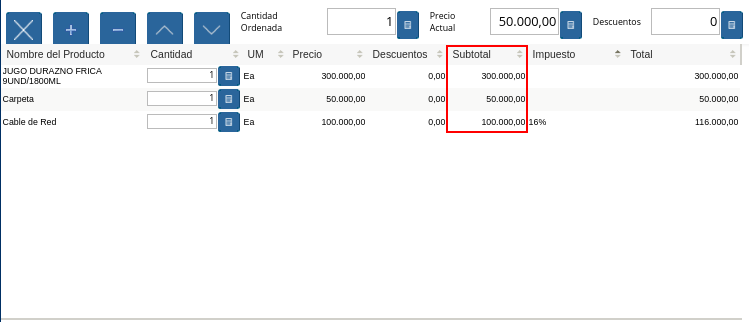 Cantidad Ordenada 1 Precio Actual 50.000,00 Descuentos 0
Nombre del Producto Cantidad UM Precio Descuentos Subtotal Impuesto Total
JUGO DURAZNO FRICA 9UND/1800ML 1 Ea 300.000,00 0,00 300.000,00 300.000,00
Carpeta 1 Ea 50.000,00 0,00 50.000,00 50.000,00
Cable de Red 1 Ea 100.000,00 0,00 100.000,00 16% 116.000,00